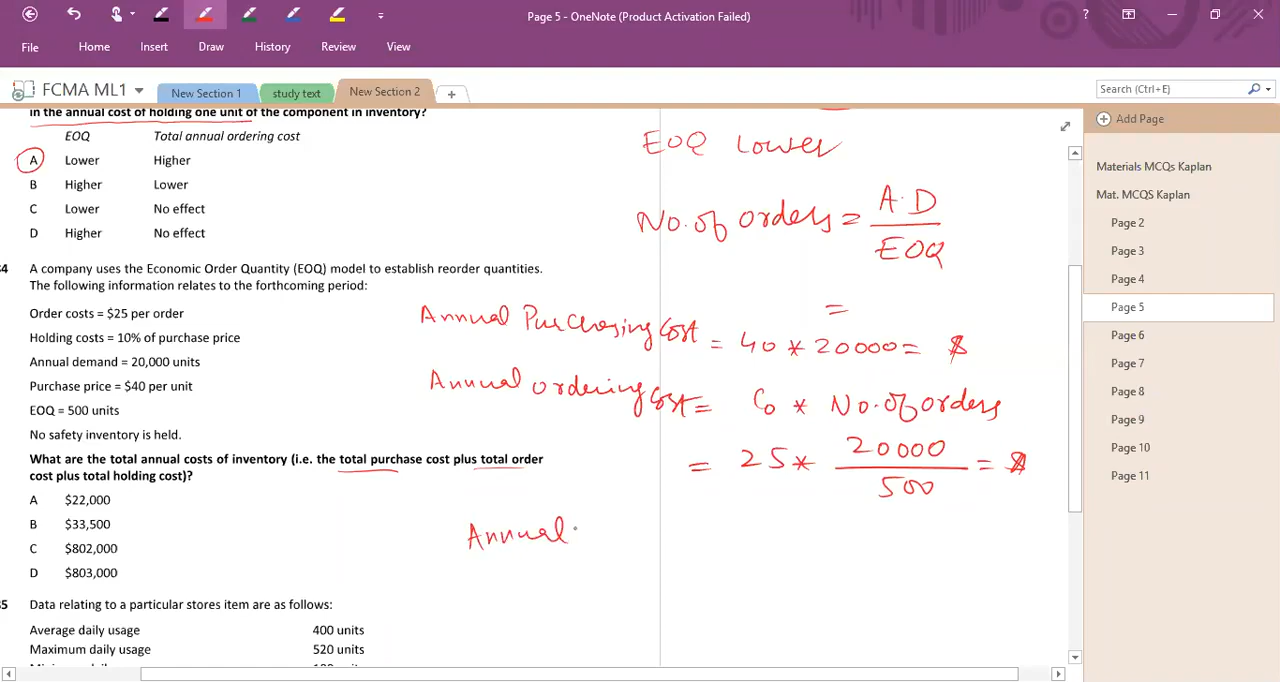 Page 5 - OneNote (Product Activation Failed)
?
File Home Insert Draw History Review View
FCMA ML1
New Section 1
study text
New Section 2
+
Search (Ctrl+E)
Add Page
Materials MCQs Kaplan
Mat. MCQS Kaplan
Page 2
Page 3
Page 4
Page 5
Page 6
Page 7
Page 8
Page 9
Page 10
Page 11
in the annual cost of holding one unit of the component in inventory?
EOQ Total annual ordering cost
A Lower Higher
B Higher Lower
C Lower No effect
D Higher No effect
EOQ Lower
No. of orders = A.D
EOQ
=
34 A company uses the Economic Order Quantity (EOQ) model to establish reorder quantities.
The following information relates to the forthcoming period:
Order costs = $25 per order
Holding costs = 10% of purchase price
Annual demand = 20,000 units
Purchase price = $40 per unit
EOQ = 500 units
No safety inventory is held.
What are the total annual costs of inventory (i.e. the total purchase cost plus total order
cost plus total holding cost)?
A $22,000
B $33,500
C $802,000
D $803,000
Annual Purchasing Cost = 40 * 20000 = $
Annual ordering Cost = Co * No. of orders
= 25 * 20000 = $
500
Annual
35 Data relating to a particular stores item are as follows:
Average daily usage 400 units
Maximum daily usage 520 units